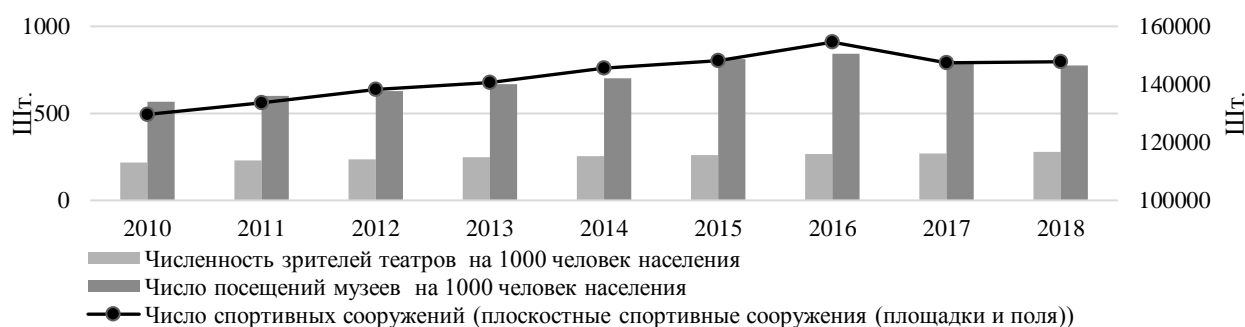 1000
500
0
Шт.
160000
140000
120000
100000
Шт.
2010 2011 2012 2013 2014 2015 2016 2017 2018
Численность зрителей театров на 1000 человек населения
Число посещений музеев на 1000 человек населения
Число спортивных сооружений (плоскостные спортивные сооружения (площадки и поля))